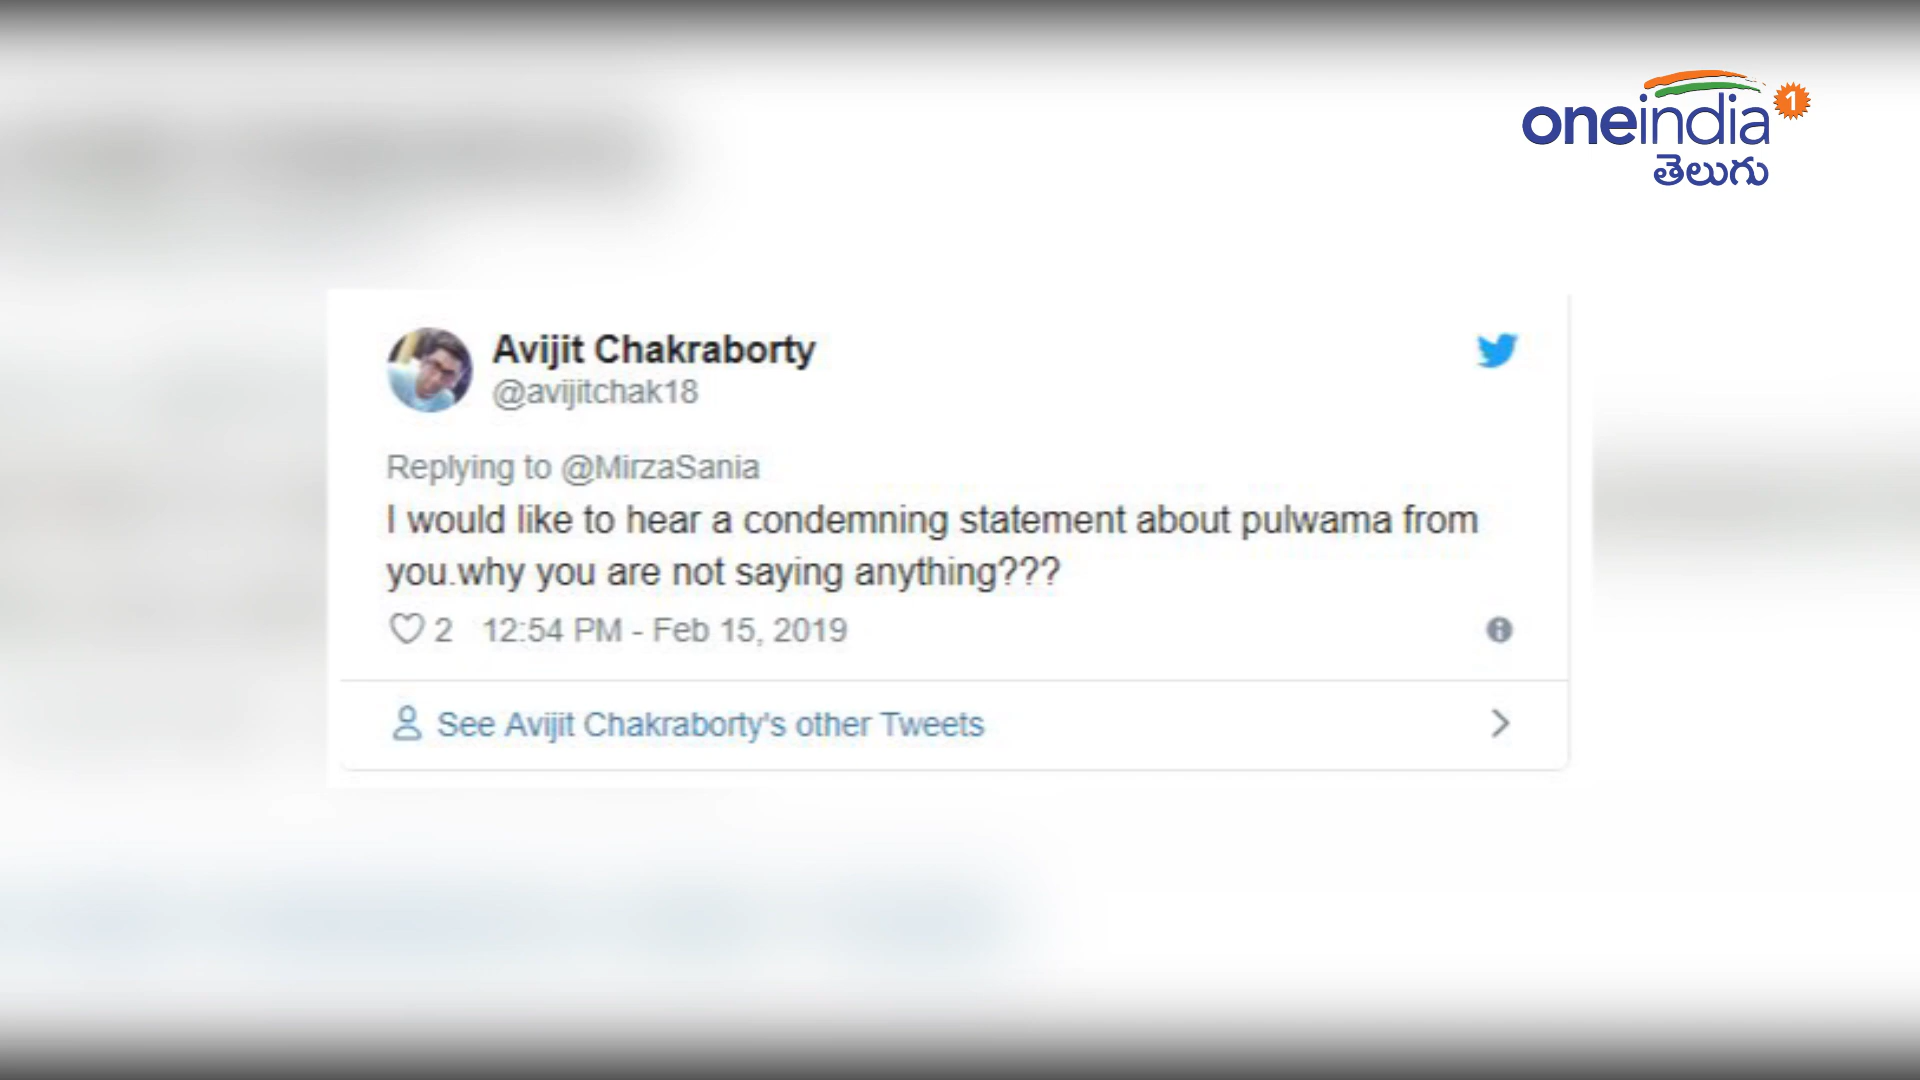 oneindia 1
తెలుగు
Avijit Chakraborty
@avijitchak18
Replying to @MirzaSania
I would like to hear a condemning statement about pulwama from
you.why you are not saying anything???
2 12:54 PM - Feb 15, 2019
See Avijit Chakraborty's other Tweets